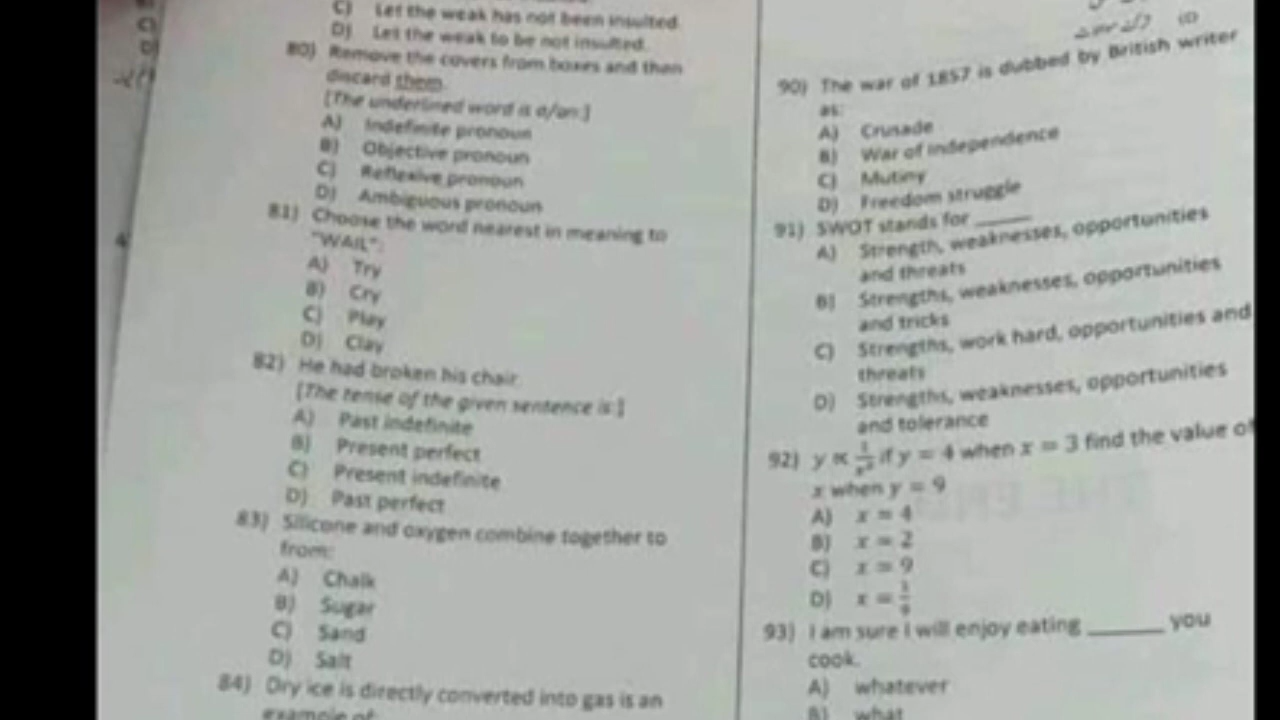 C) Let the weak has not been insulted.
D) Let the weak to be not insulted.
80) Remove the covers from boxes and then
discard them.
[The underlined word is a/an:]
A) Indefinite pronoun
B) Objective pronoun
C) Reflexive pronoun
D) Ambiguous pronoun
81) Choose the word nearest in meaning to
"WAIL":
A) Try
B) Cry
C) Play
D) Clay
82) He had broken his chair.
[The tense of the given sentence is:]
A) Past indefinite
B) Present perfect
C) Present indefinite
D) Past perfect
83) Silicone and oxygen combine together to
from:
A) Chalk
B) Sugar
C) Sand
D) Salt
84) Dry ice is directly converted into gas is an
example of:
90) The war of 1857 is dubbed by British writer
as:
A) Crusade
B) War of independence
C) Mutiny
D) Freedom struggle
91) SWOT stands for _____
A) Strength, weaknesses, opportunities
and threats
B) Strengths, weaknesses, opportunities
and tricks
C) Strengths, work hard, opportunities and
threats
D) Strengths, weaknesses, opportunities
and tolerance
92) y ∝ 1/x² if y = 4 when x = 3 find the value of
x when y = 9
A) x = 4
B) x = 2
C) x = 9
D) x = 1/9
93) I am sure I will enjoy eating ______ you
cook.
A) whatever
B) what